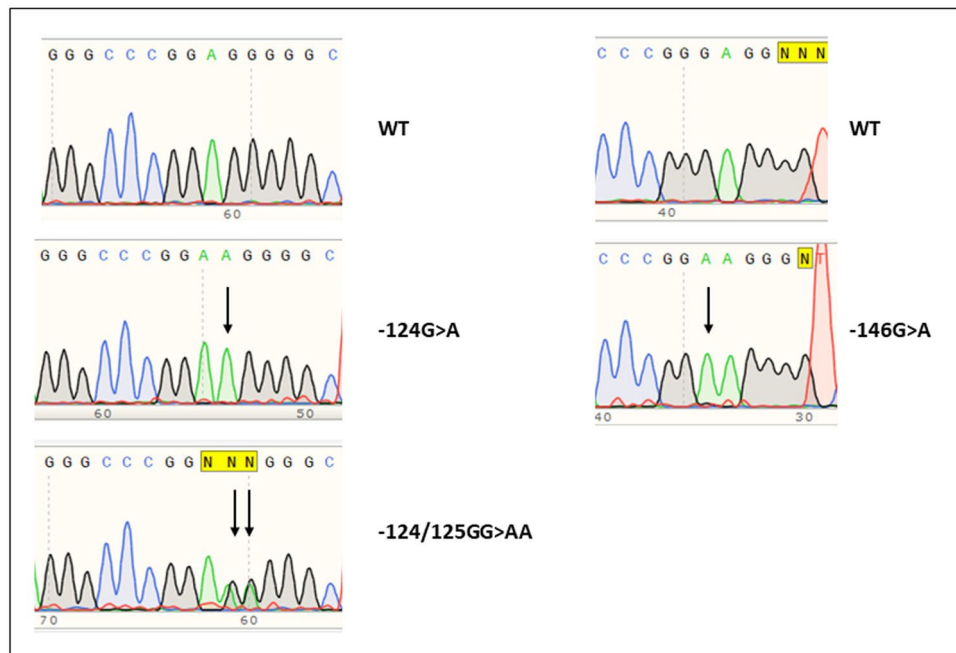 G G G C C C G G A G G G G G C
60
WT
G G G C C C G G A A G G G G C
60 50
-124G>A
G G G C C C G G N N N G G G C
70 60
-124/125GG>AA
C C C G G G A G G N N N
40
WT
C C C G G A A G G G N T
40 30
-146G>A